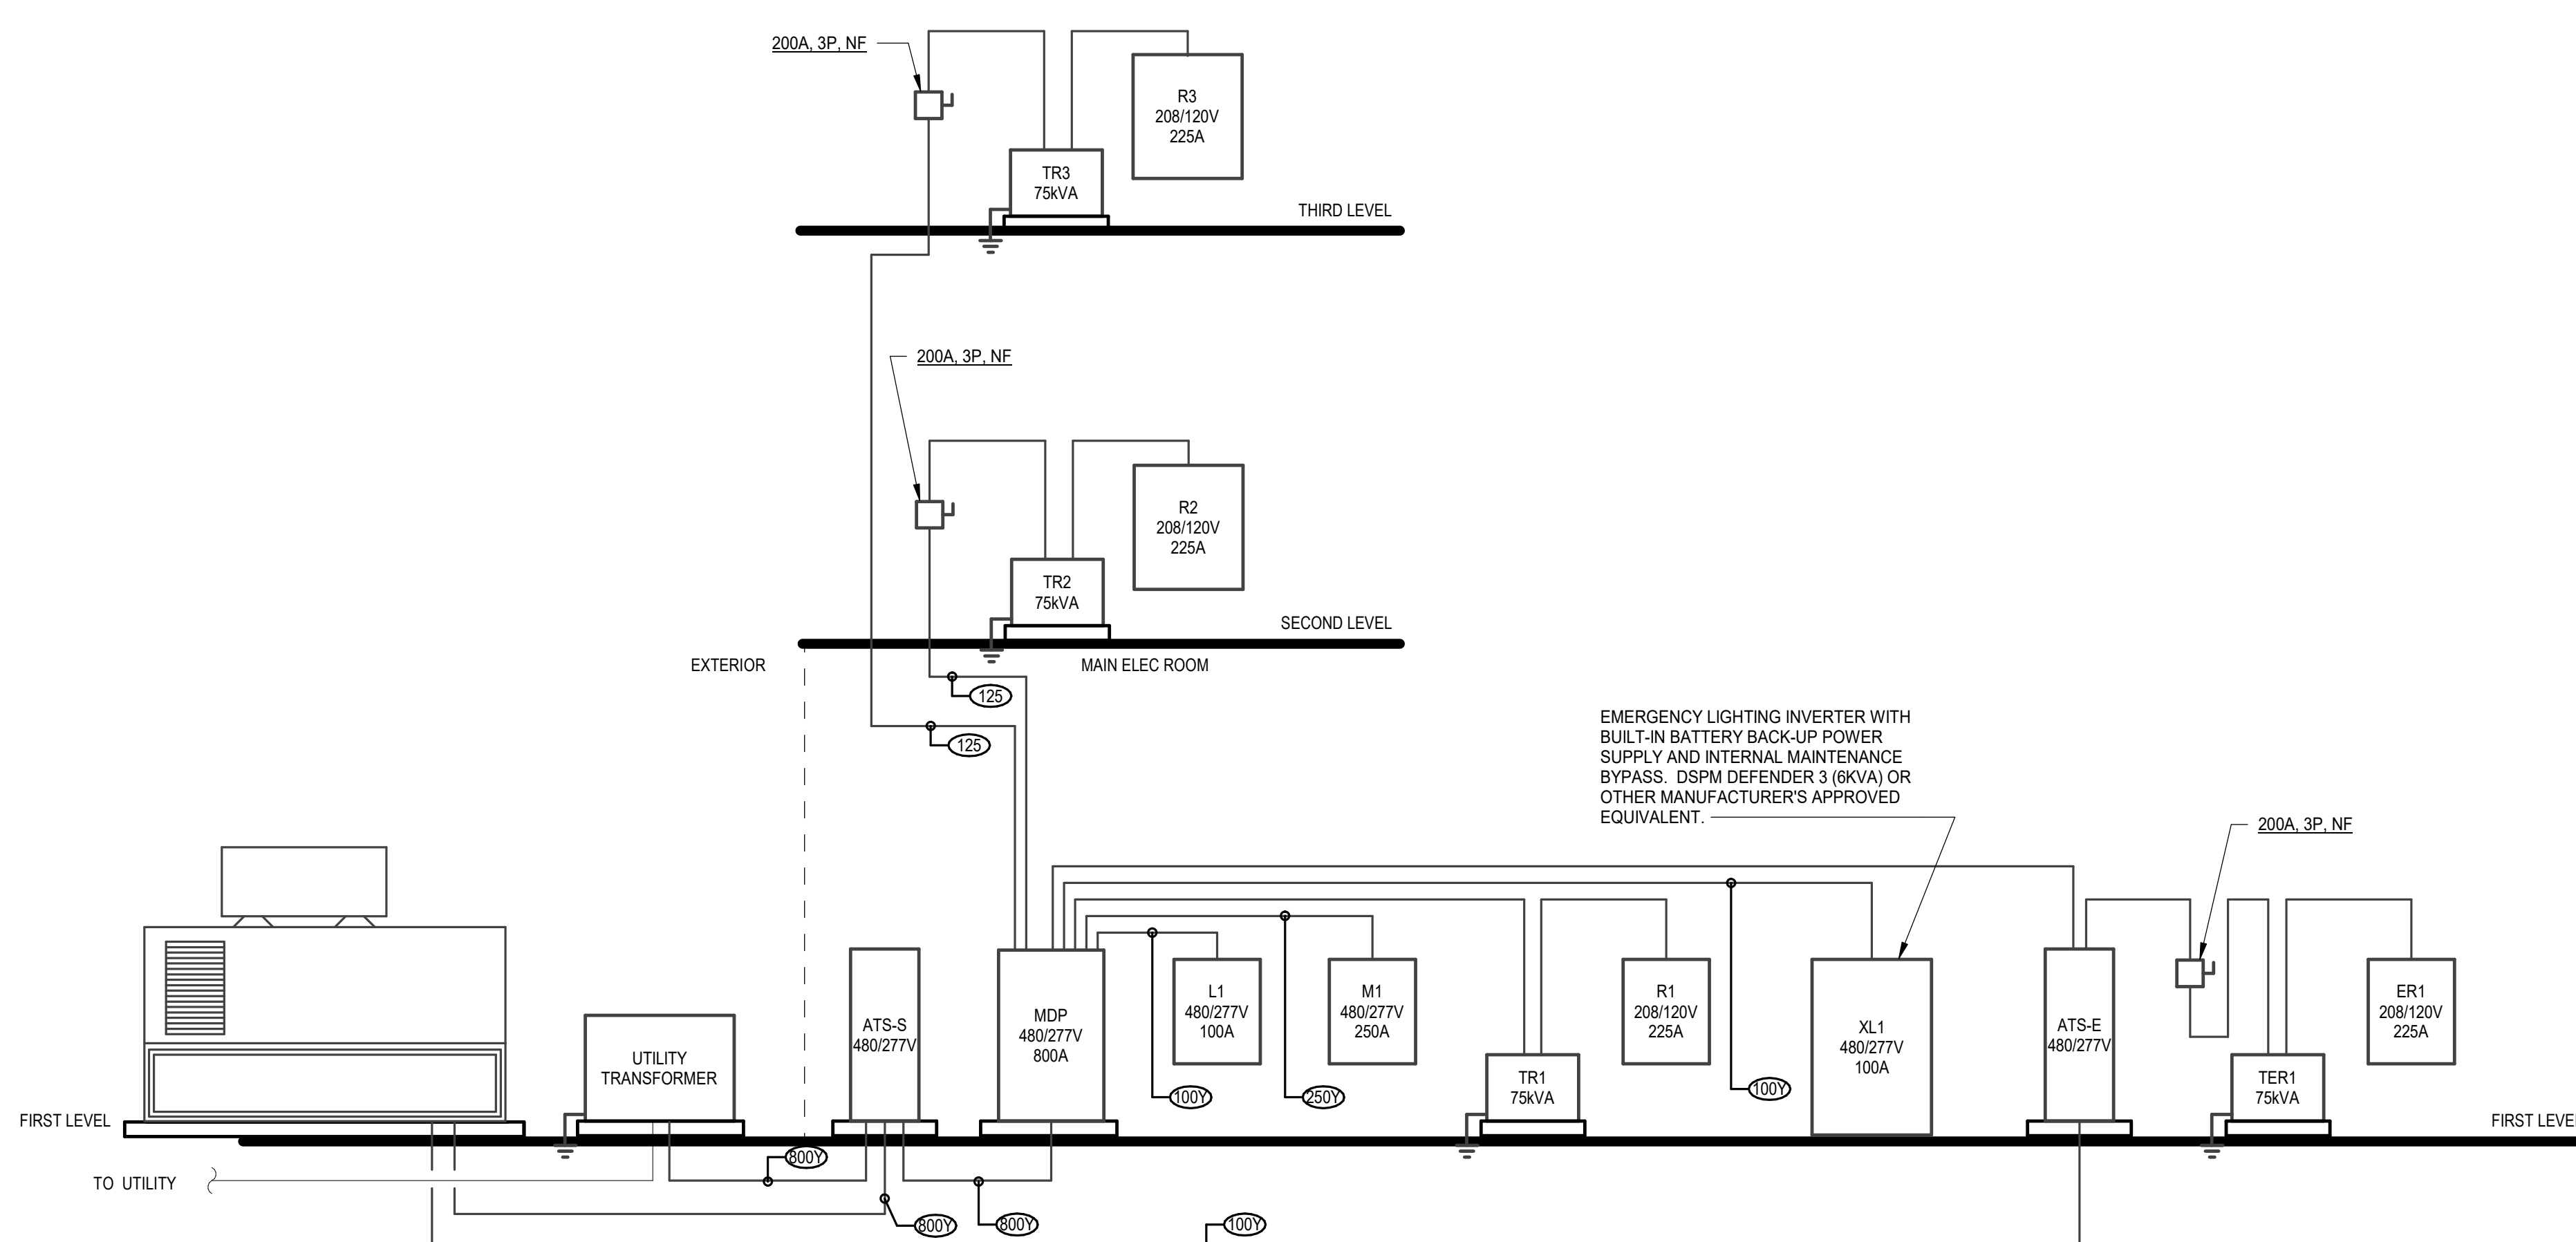 200A, 3P, NF
R3
208/120V
225A
TR3
75kVA
THIRD LEVEL
200A, 3P, NF
R2
208/120V
225A
TR2
75kVA
SECOND LEVEL
EXTERIOR
MAIN ELEC ROOM
125
125
EMERGENCY LIGHTING INVERTER WITH
BUILT-IN BATTERY BACK-UP POWER
SUPPLY AND INTERNAL MAINTENANCE
BYPASS. DSPM DEFENDER 3 (6KVA) OR
OTHER MANUFACTURER'S APPROVED
EQUIVALENT.
200A, 3P, NF
UTILITY
TRANSFORMER
ATS-S
480/277V
MDP
480/277V
800A
L1
480/277V
100A
M1
480/277V
250A
R1
208/120V
225A
TR1
75kVA
XL1
480/277V
100A
ATS-E
480/277V
TER1
75kVA
ER1
208/120V
225A
100Y
250Y
100Y
FIRST LEVEL
FIRST LEVE
800Y
TO UTILITY
800Y
800Y
100Y